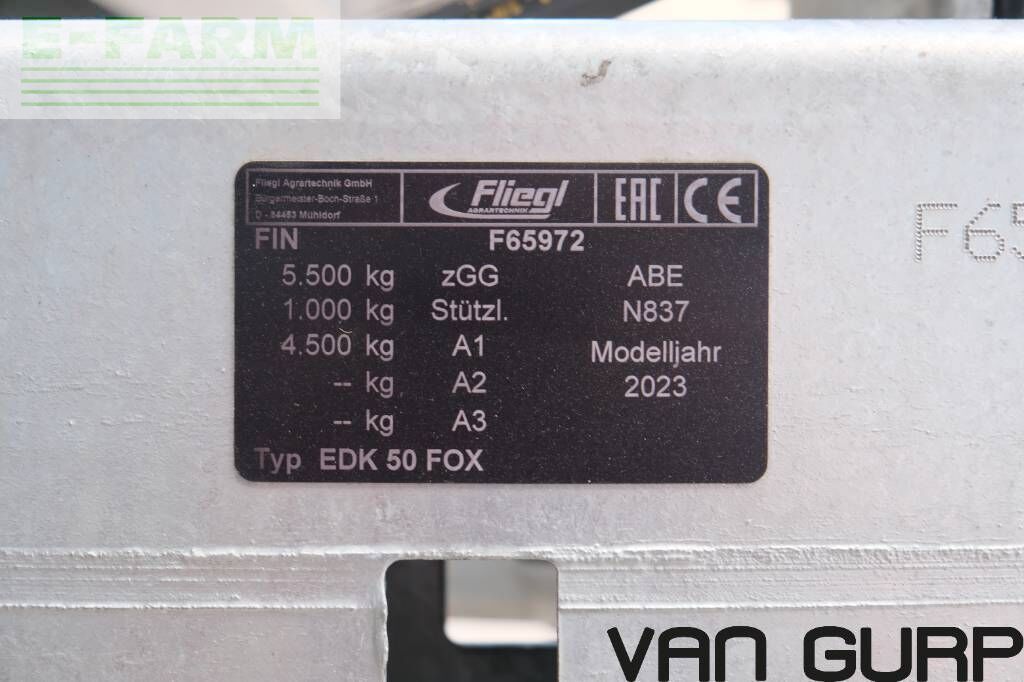 E-FARM
Fliegl Agrartechnik GmbH
Bürgermeister-Boch-Straße 1
D - 84453 Mühldorf
Fliegl
AGRARTECHNIK
EAC
CE
FIN F65972
5.500 kg zGG ABE
1.000 kg Stützl. N837
4.500 kg A1 Modelljahr
-- kg A2 2023
-- kg A3
Typ EDK 50 FOX
F65
VAN GURP